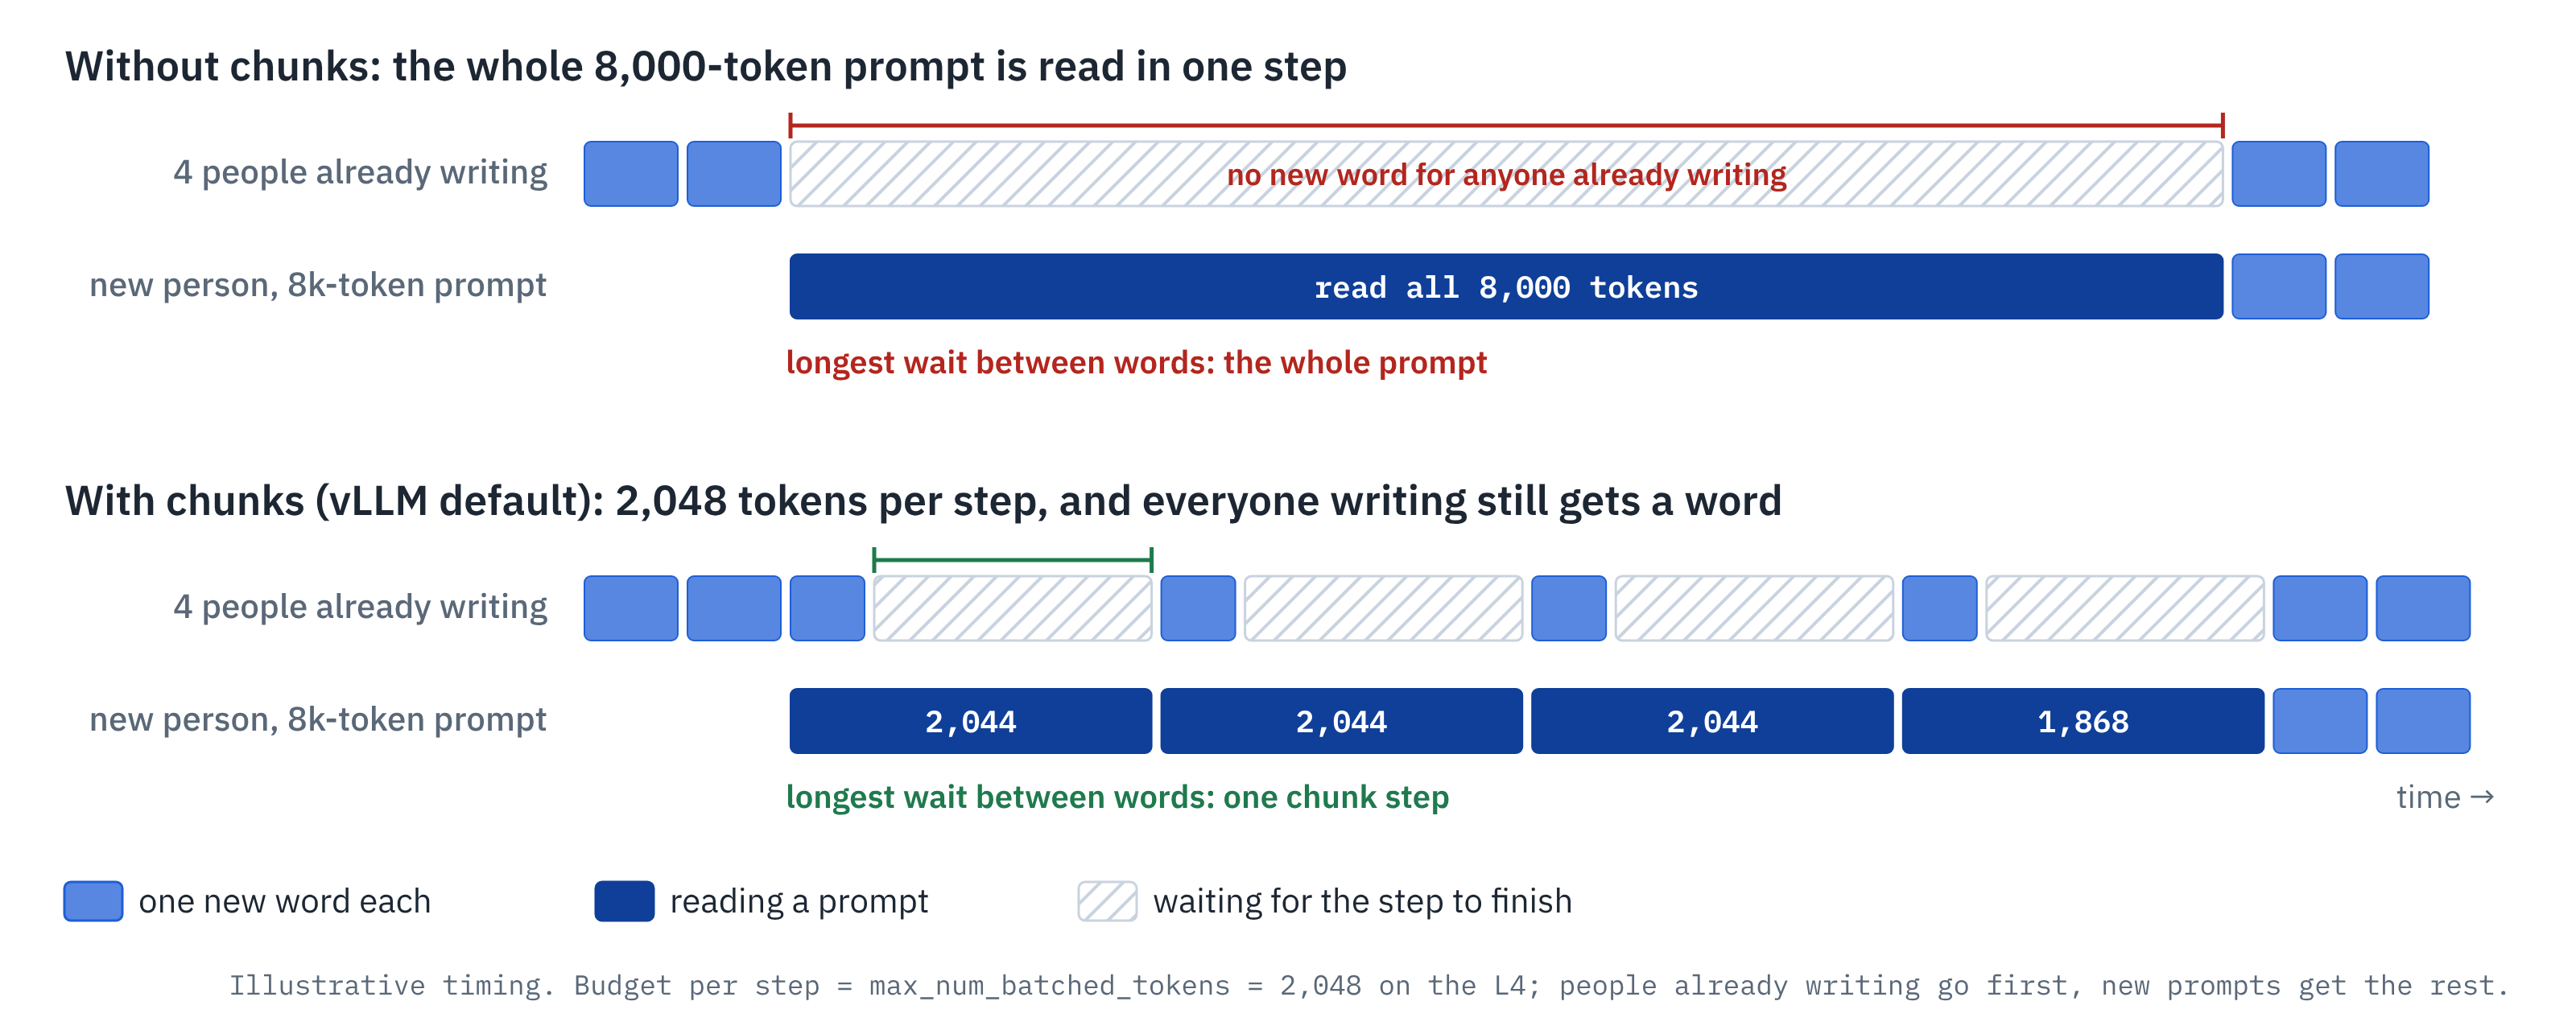 Without chunks: the whole 8,000-token prompt is read in one step
4 people already writing
no new word for anyone already writing
new person, 8k-token prompt
read all 8,000 tokens
longest wait between words: the whole prompt
With chunks (vLLM default): 2,048 tokens per step, and everyone writing still gets a word
4 people already writing
new person, 8k-token prompt
2,044 2,044 2,044 1,868
longest wait between words: one chunk step
time →
one new word each
reading a prompt
waiting for the step to finish
Illustrative timing. Budget per step = max_num_batched_tokens = 2,048 on the L4; people already writing go first, new prompts get the rest.